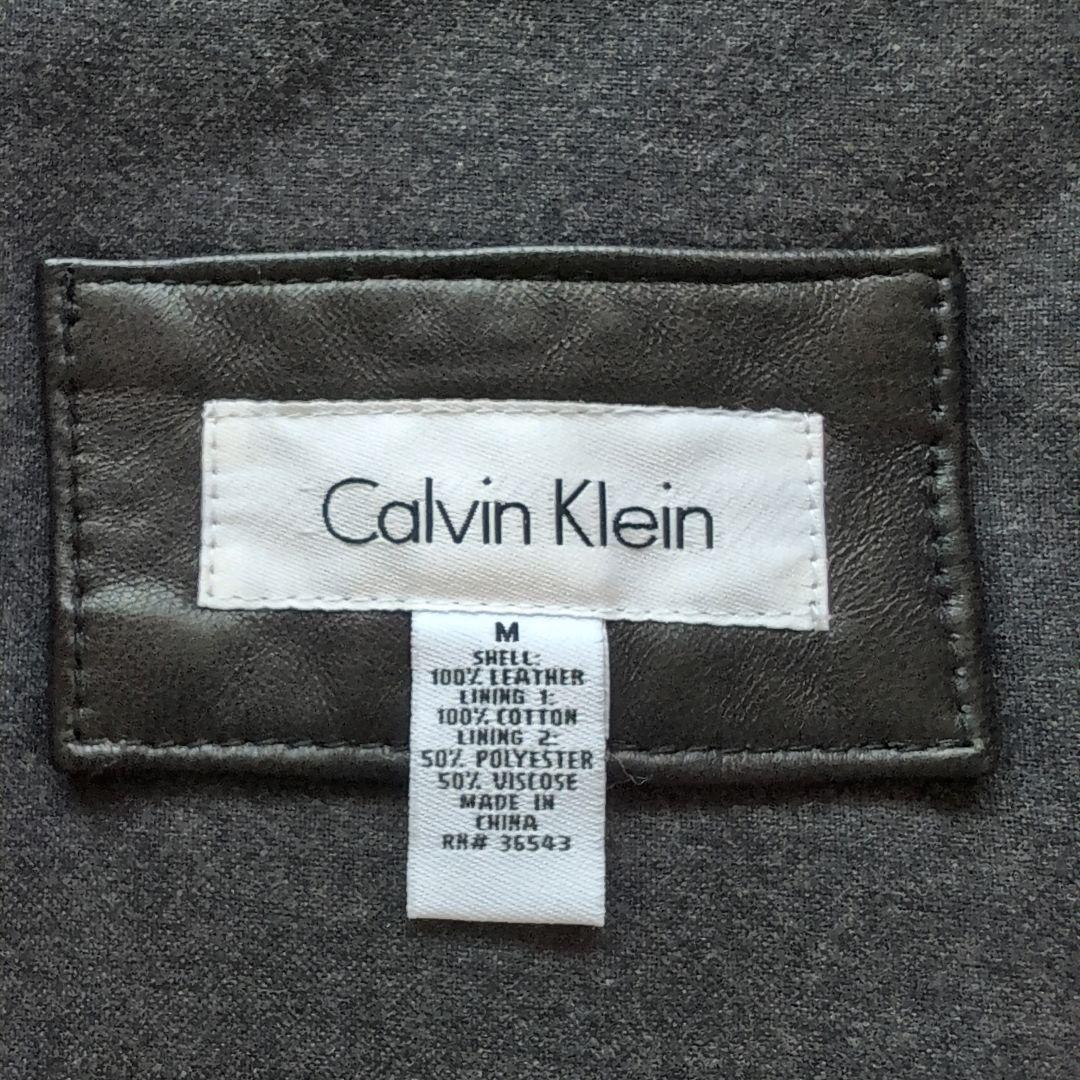 Calvin Klein
M
SHELL:
100% LEATHER
LINING 1:
100% COTTON
LINING 2:
50% POLYESTER
50% VISCOSE
MADE IN
CHINA
RN# 36543